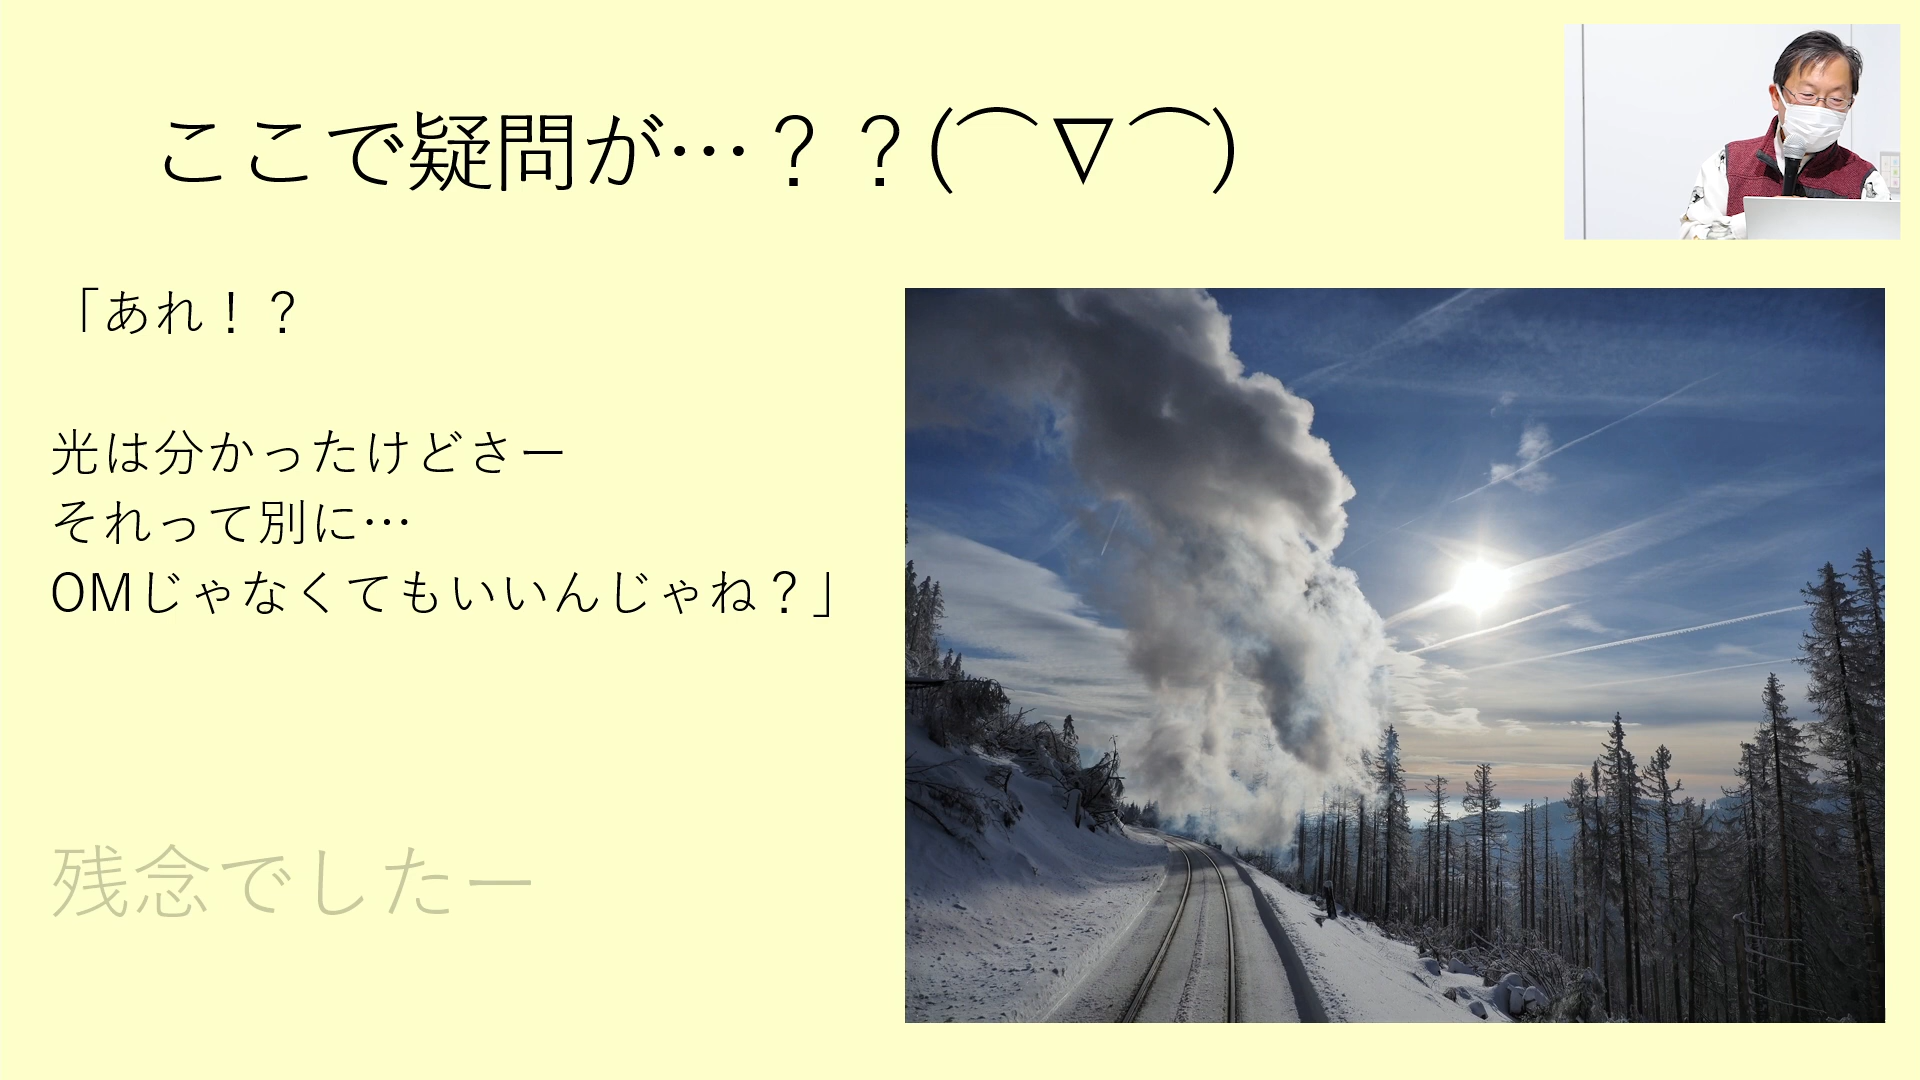 ここで疑問が…？？(⌒∇⌒)
「あれ！？
光は分かったけどさー
それって別に…
OMじゃなくてもいいんじゃね？」
残念でしたー